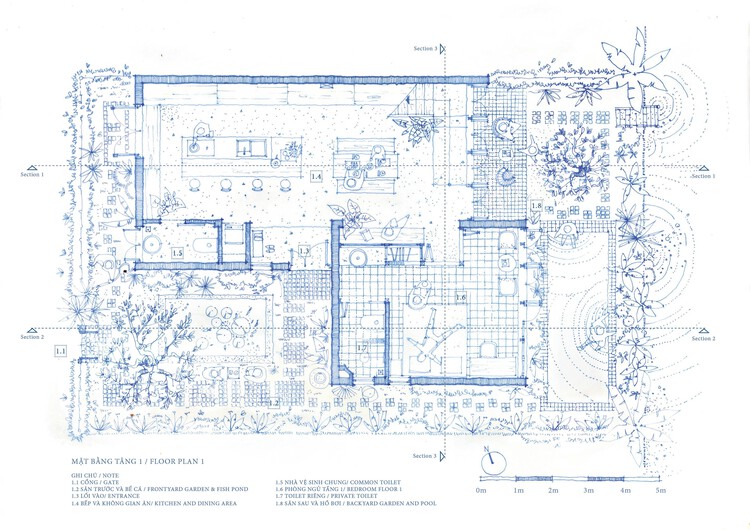 Section 3
Section 1
Section 1
1.4
1.8
1.5
1.3
1.6
Section 2
Section 2
1.1
1.7
1.2
Section 3
N
MẶT BẰNG TẦNG 1 / FLOOR PLAN 1
GHI CHÚ / NOTE
1.1 CỔNG / GATE
1.2 SÂN TRƯỚC VÀ BỂ CÁ / FRONTYARD GARDEN & FISH POND
1.3 LỐI VÀO/ ENTRANCE
1.4 BẾP VÀ KHÔNG GIAN ĂN/ KITCHEN AND DINING AREA
1.5 NHÀ VỆ SINH CHUNG/ COMMON TOILET
1.6 PHÒNG NGỦ TẦNG 1/ BEDROOM FLOOR 1
1.7 TOILET RIÊNG / PRIVATE TOILET
1.8 SÂN SAU VÀ HỒ BƠI / BACKYARD GARDEN AND POOL
0m 1m 2m 3m 4m 5m